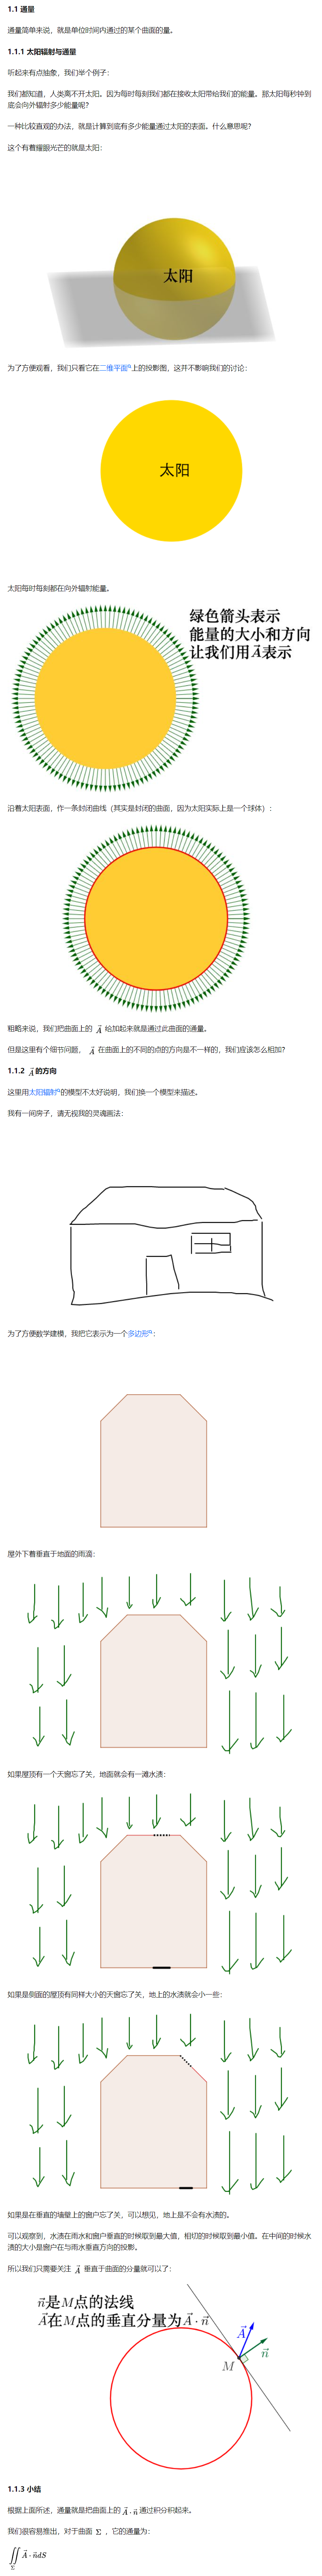 1.1 通量
通量简单来说，就是单位时间内通过的某个曲面的量。
1.1.1 太阳辐射与通量
听起来有点抽象，我们举个例子：
我们都知道，人类离不开太阳。因为每时每刻我们都在接收太阳带给我们的能量。那太阳每秒钟到
底会向外辐射多少能量呢？
一种比较直观的办法，就是计算到底有多少能量通过太阳的表面。什么意思呢？
这个有着耀眼光芒的就是太阳：
太阳
为了方便观看，我们只看它在二维平面上的投影图，这并不影响我们的讨论：
太阳
太阳每时每刻都在向外辐射能量。
绿色箭头表示
能量的大小和方向
让我们用A⃗表示
沿着太阳表面，作一条封闭曲线（其实是封闭的曲面，因为太阳实际上是一个球体）：
粗略来说，我们把曲面上的 A⃗ 给加起来就是通过此曲面的通量。
但是这里有个细节问题， A⃗ 在曲面上的不同的点的方向是不一样的，我们应该怎么相加？
1.1.2 A⃗ 的方向
这里用太阳辐射的模型不太好说明，我们换一个模型来描述。
我有一间房子，请无视我的灵魂画法：
为了方便数学建模，我把它表示为一个多边形：
屋外下着垂直于地面的雨滴：
如果屋顶有一个天窗忘了关，地面就会有一滩水渍：
如果是侧面的屋顶有同样大小的天窗忘了关，地上的水渍就会小一些：
如果是在垂直的墙壁上的窗户忘了关，可以想见，地上是不会有水渍的。
可以观察到，水渍在雨水和窗户垂直的时候取到最大值，相切的时候取到最小值。在中间的时候水
渍的大小是窗户在与雨水垂直方向的投影。
所以我们只需要关注 A⃗ 垂直于曲面的分量就可以了：
n⃗是M点的法线
A⃗在M点的垂直分量为A⃗·n⃗
A⃗
n⃗
M
1.1.3 小结
根据上面所述，通量就是把曲面上的 A⃗·n⃗ 通过积分积起来。
我们很容易推出，对于曲面 Σ ，它的通量为：
∬_Σ A⃗·n⃗dS